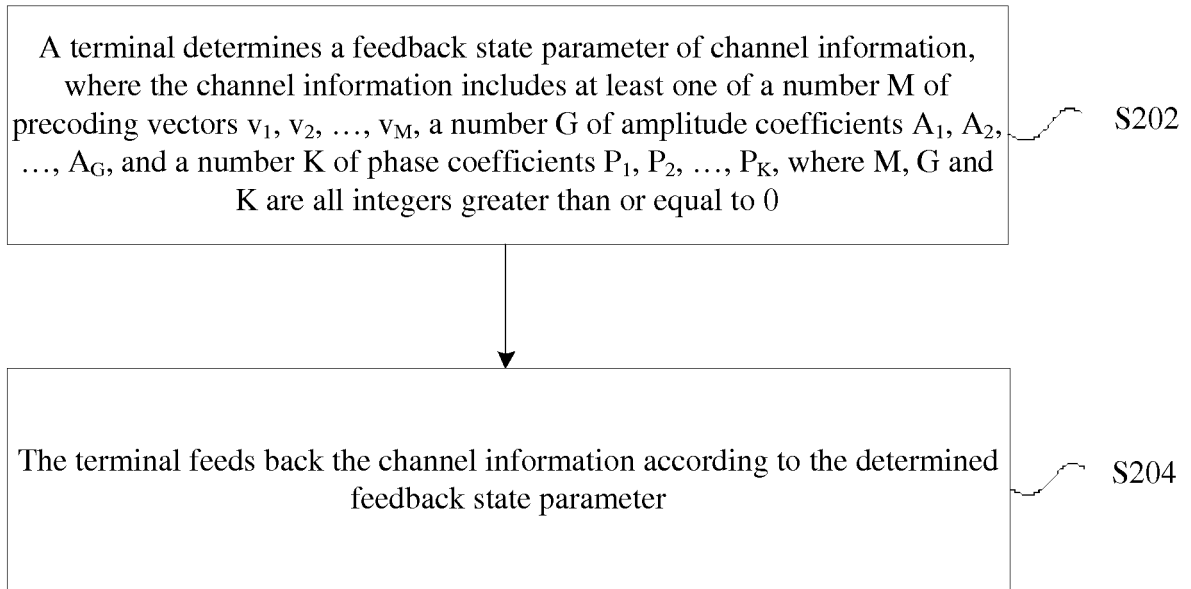 A terminal determines a feedback state parameter of channel information,
where the channel information includes at least one of a number M of
precoding vectors v₁, v₂, …, v_M, a number G of amplitude coefficients A₁, A₂,
…, A_G, and a number K of phase coefficients P₁, P₂, …, P_K, where M, G and
K are all integers greater than or equal to 0
S202
The terminal feeds back the channel information according to the determined
feedback state parameter
S204